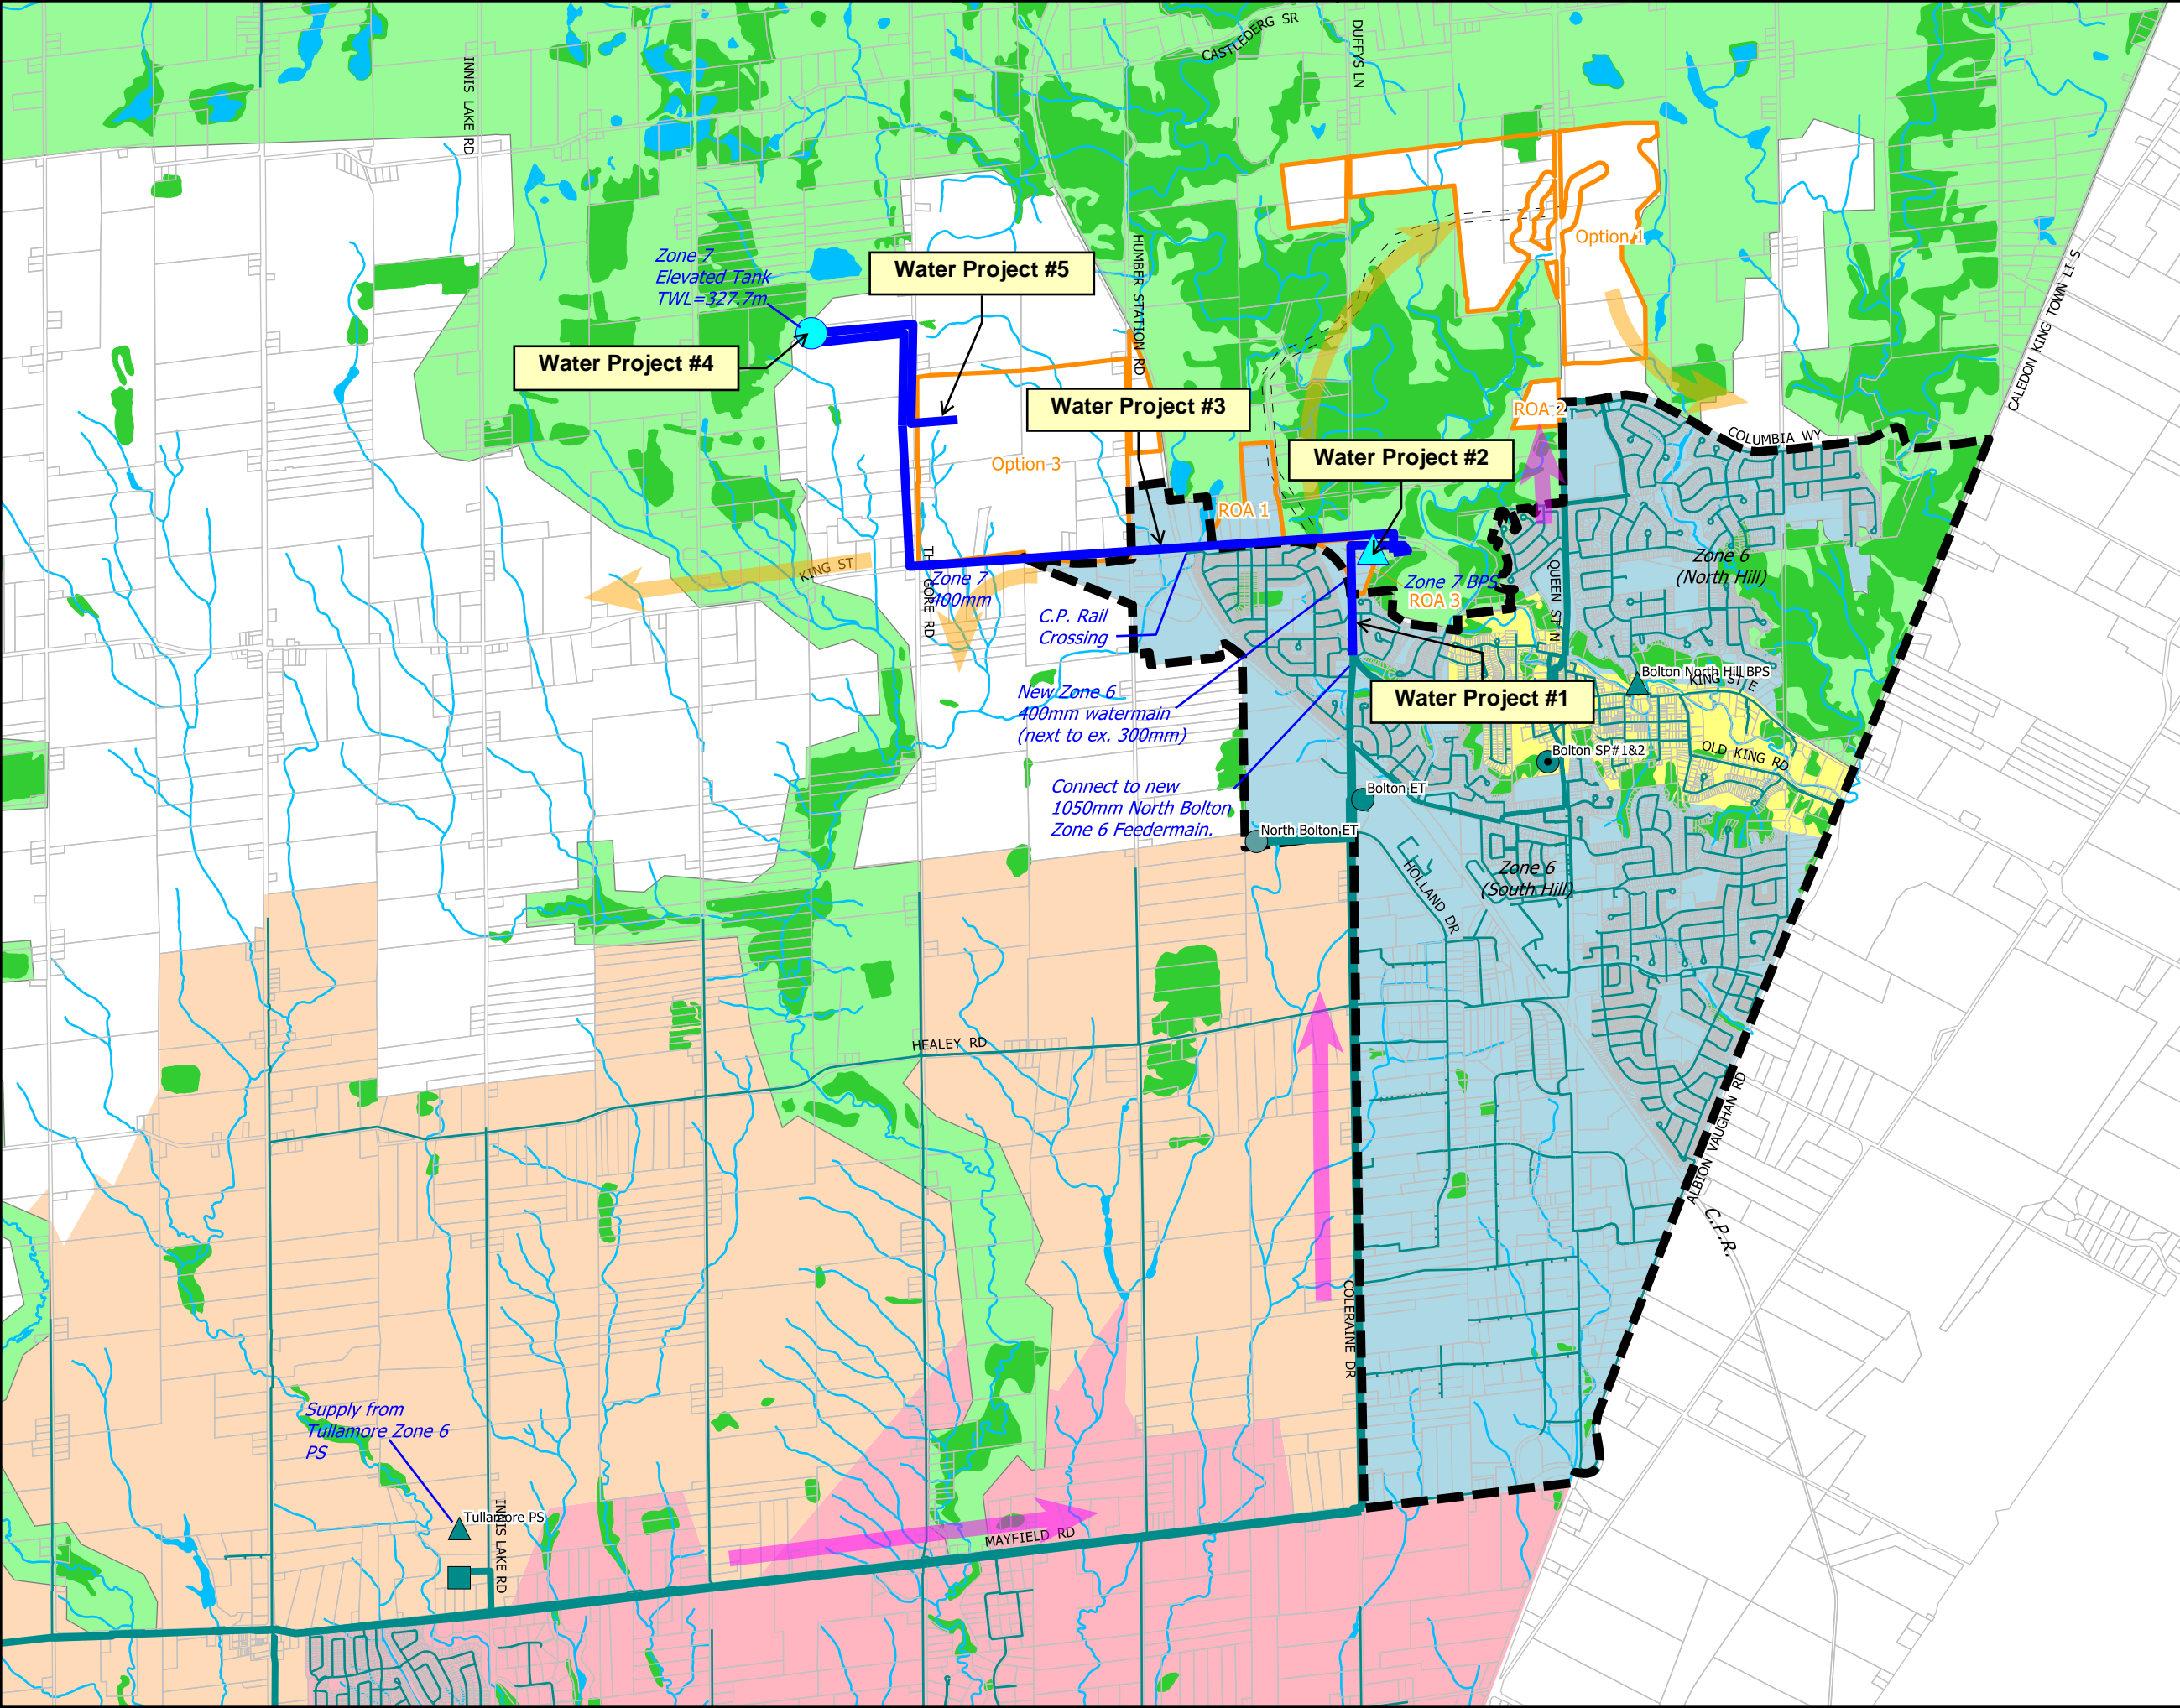 CASTLEDERG SR
DUFFYS LN
INNIS LAKE RD
HUMBER STATION RD
Option 1
CALEDON KING TOWN LI S
Zone 7
Elevated Tank
TWL=327.7m
Water Project #5
Water Project #4
Water Project #3
ROA 2
COLUMBIA WY
Water Project #2
Option 3
ROA 1
KING ST
GORE RD
Zone 7
400mm
C.P. Rail
Crossing
Zone 7 BPS
ROA 3
QUEEN ST N
Zone 6
(North Hill)
Bolton North Hill BPS
KING ST E
New Zone 6
400mm watermain
(next to ex. 300mm)
Water Project #1
Bolton SP#1&2
OLD KING RD
Connect to new
1050mm North Bolton
Zone 6 Feedermain.
Bolton ET
North Bolton ET
HOLLAND DR
Zone 6
(South Hill)
HEALEY RD
ALBION VAUGHAN RD
C.P.R.
COLERAINE DR
Supply from
Tullamore Zone 6
PS
Tullamore PS
INNIS LAKE RD
MAYFIELD RD